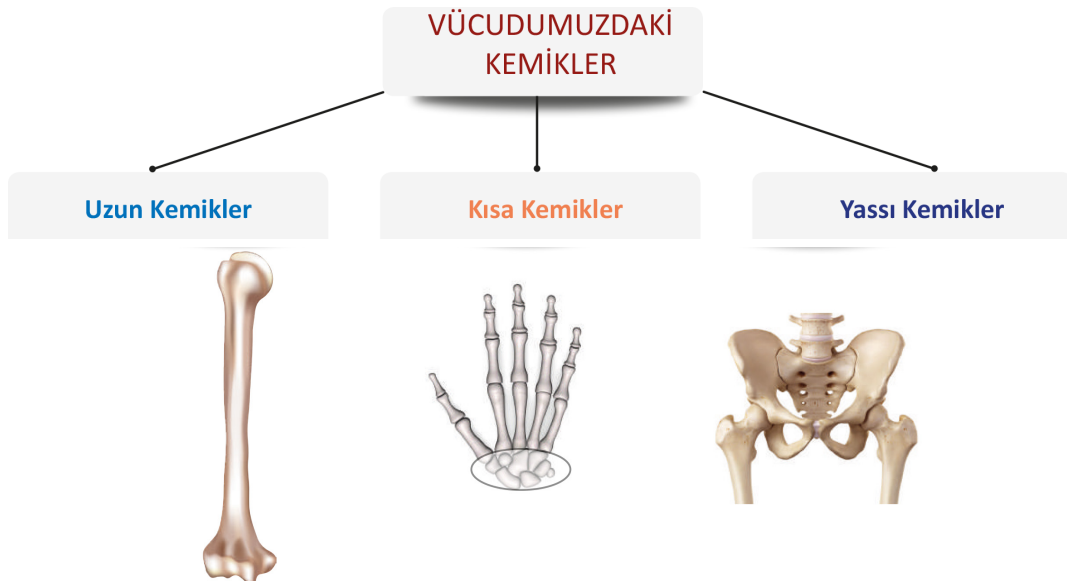 VÜCUDUMUZDAKİ
KEMİKLER
Uzun Kemikler
Kısa Kemikler
Yassı Kemikler